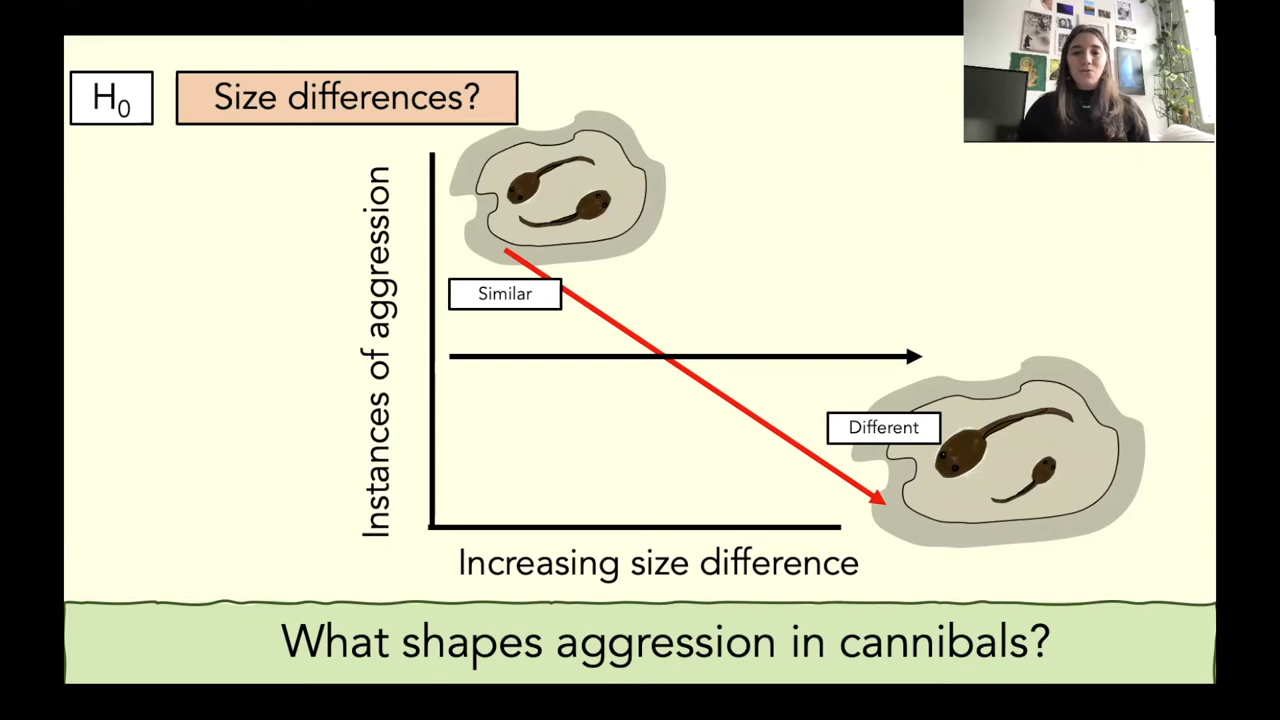 H₀
Size differences?
Instances of aggression
Similar
Different
Increasing size difference
What shapes aggression in cannibals?